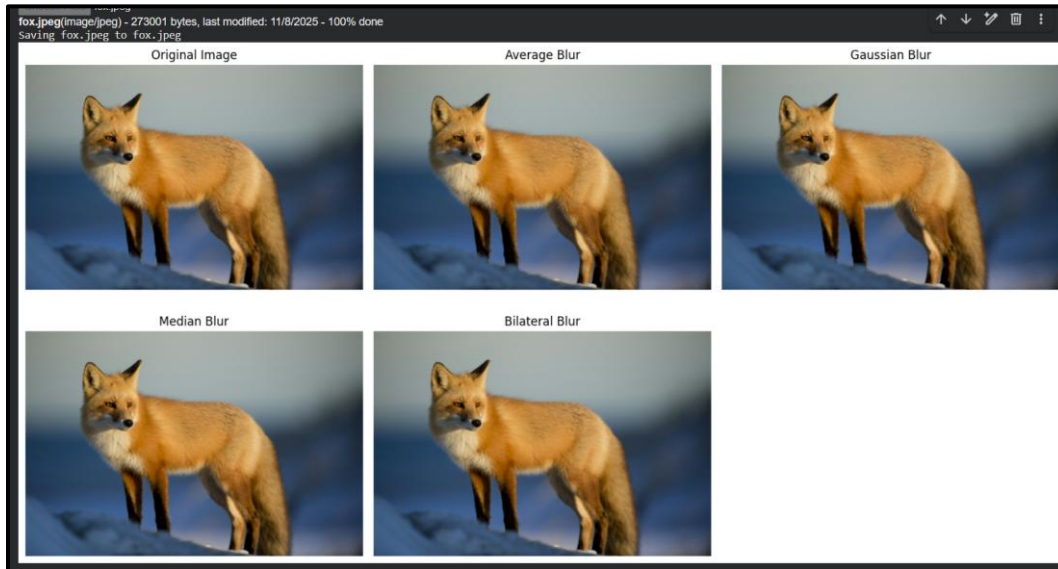 fox.jpeg(image/jpeg) - 273001 bytes, last modified: 11/8/2025 - 100% done
Saving fox.jpeg to fox.jpeg
Original Image
Average Blur
Gaussian Blur
Median Blur
Bilateral Blur